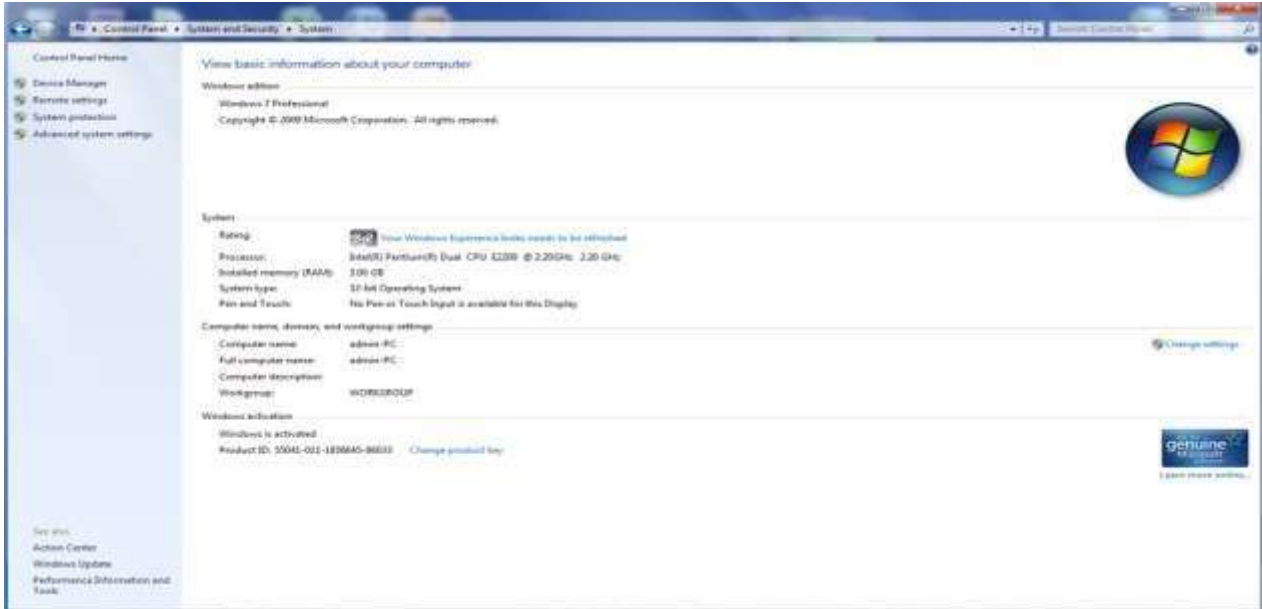 Control Panel ▸ System and Security ▸ System
Search Control Panel
Control Panel Home
Device Manager
Remote settings
System protection
Advanced system settings
View basic information about your computer
Windows edition
Windows 7 Professional
Copyright © 2009 Microsoft Corporation. All rights reserved.
System
Rating: Your Windows Experience Index needs to be refreshed
Processor: Intel(R) Pentium(R) Dual CPU E2200 @ 2.20GHz 2.20 GHz
Installed memory (RAM): 3.00 GB
System type: 32-bit Operating System
Pen and Touch: No Pen or Touch Input is available for this Display
Computer name, domain, and workgroup settings
Computer name: admin-PC
Change settings
Full computer name: admin-PC
Computer description:
Workgroup: WORKGROUP
Windows activation
Windows is activated
Product ID: Change product key
genuine
Microsoft
Learn more online...
See also
Action Center
Windows Update
Performance Information and
Tools